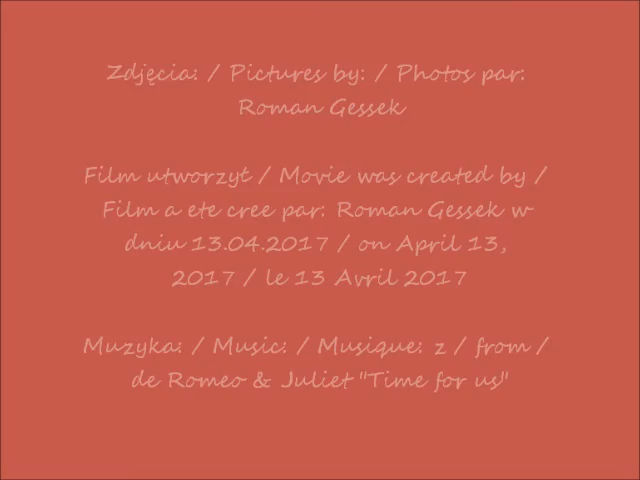 Zdjęcia: / Pictures by: / Photos par:
Roman Gessek
Film utworzył / Movie was created by /
Film a ete cree par: Roman Gessek w
dniu 13.04.2017 / on April 13,
2017 / le 13 Avril 2017
Muzyka: / Music: / Musique: z / from /
de Romeo & Juliet "Time for us"